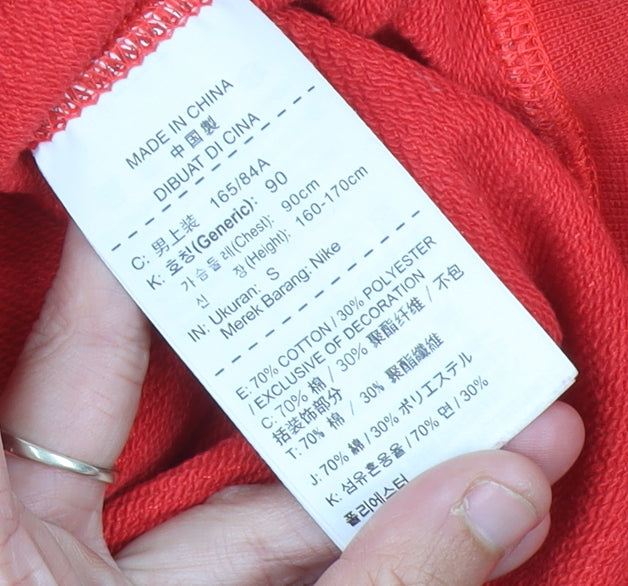 MADE IN CHINA
中国製
DIBUAT DI CINA
C: 男上装 165/84A
K: 호칭(Generic): 90
가슴둘레(Chest): 90cm
신 장(Height): 160-170cm
IN: Ukuran: S
Merek Barang: Nike
E: 70% COTTON / 30% POLYESTER
/ EXCLUSIVE OF DECORATION
C: 70% 棉 / 30% 聚酯纤维 / 不包
括装饰部分
T: 70% 棉 / 30% 聚酯纖維
J: 70% 綿 / 30% ポリエステル
K: 섬유혼용율 / 70% 면 / 30%
폴리에스터